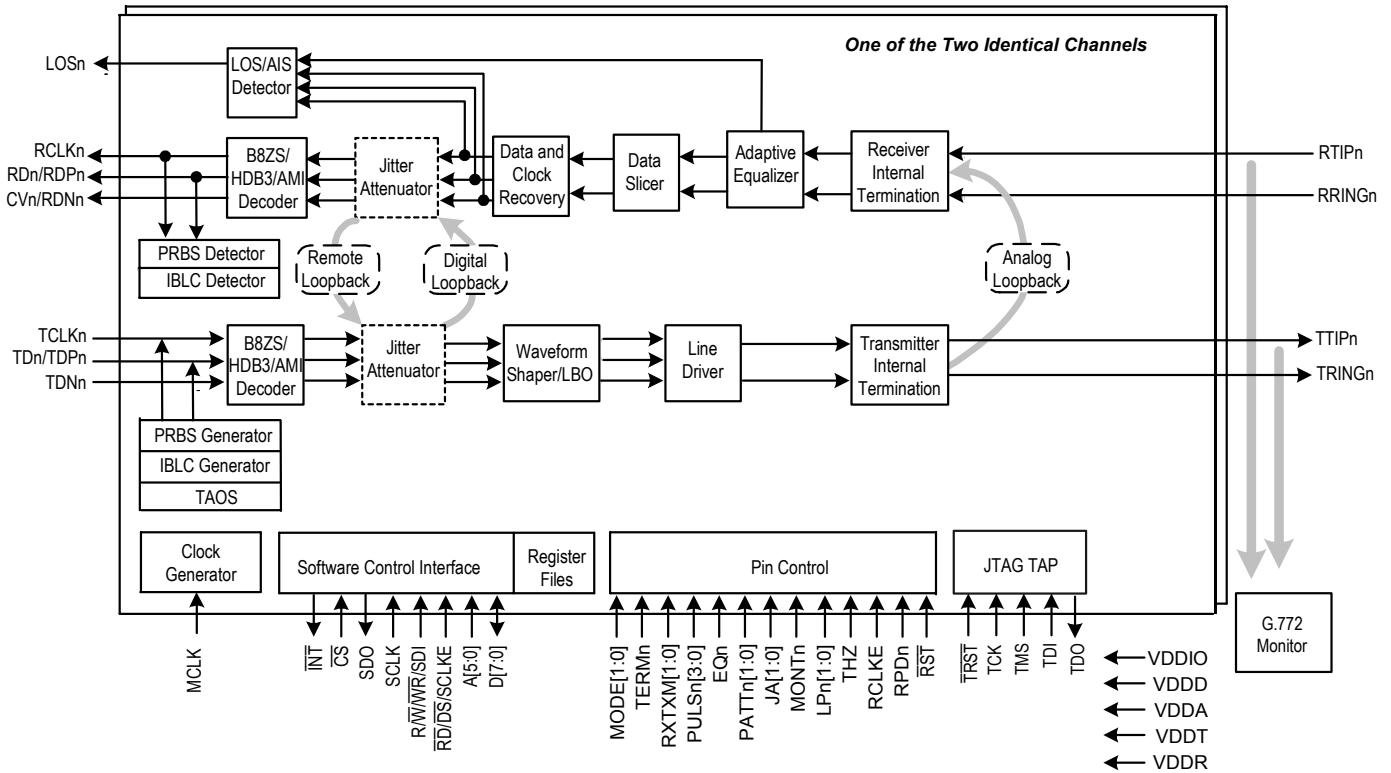 One of the Two Identical Channels
LOSn
LOS/AIS
Detector
RCLKn
RDn/RDPn
CVn/RDNn
B8ZS/
HDB3/AMI
Decoder
Jitter
Attenuator
Data and
Clock
Recovery
Data
Slicer
Adaptive
Equalizer
Receiver
Internal
Termination
RTIPn
RRINGn
PRBS Detector
IBLC Detector
Remote
Loopback
Digital
Loopback
Analog
Loopback
TCLKn
TDn/TDPn
TDNn
B8ZS/
HDB3/AMI
Decoder
Jitter
Attenuator
Waveform
Shaper/LBO
Line
Driver
Transmitter
Internal
Termination
TTIPn
TRINGn
PRBS Generator
IBLC Generator
TAOS
Clock
Generator
Software Control Interface
Register
Files
Pin Control
JTAG TAP
G.772
Monitor
MCLK
INT
CS
SDO
SCLK
R/W/WR/SDI
RD/DS/SCLKE
A[5:0]
D[7:0]
MODE[1:0]
TERMn
RXTXM[1:0]
PULSn[3:0]
EQn
PATTn[1:0]
JA[1:0]
MONTn
LPn[1:0]
THZ
RCLKE
RPDn
RST
TRST
TCK
TMS
TDI
TDO
VDDIO
VDDD
VDDA
VDDT
VDDR